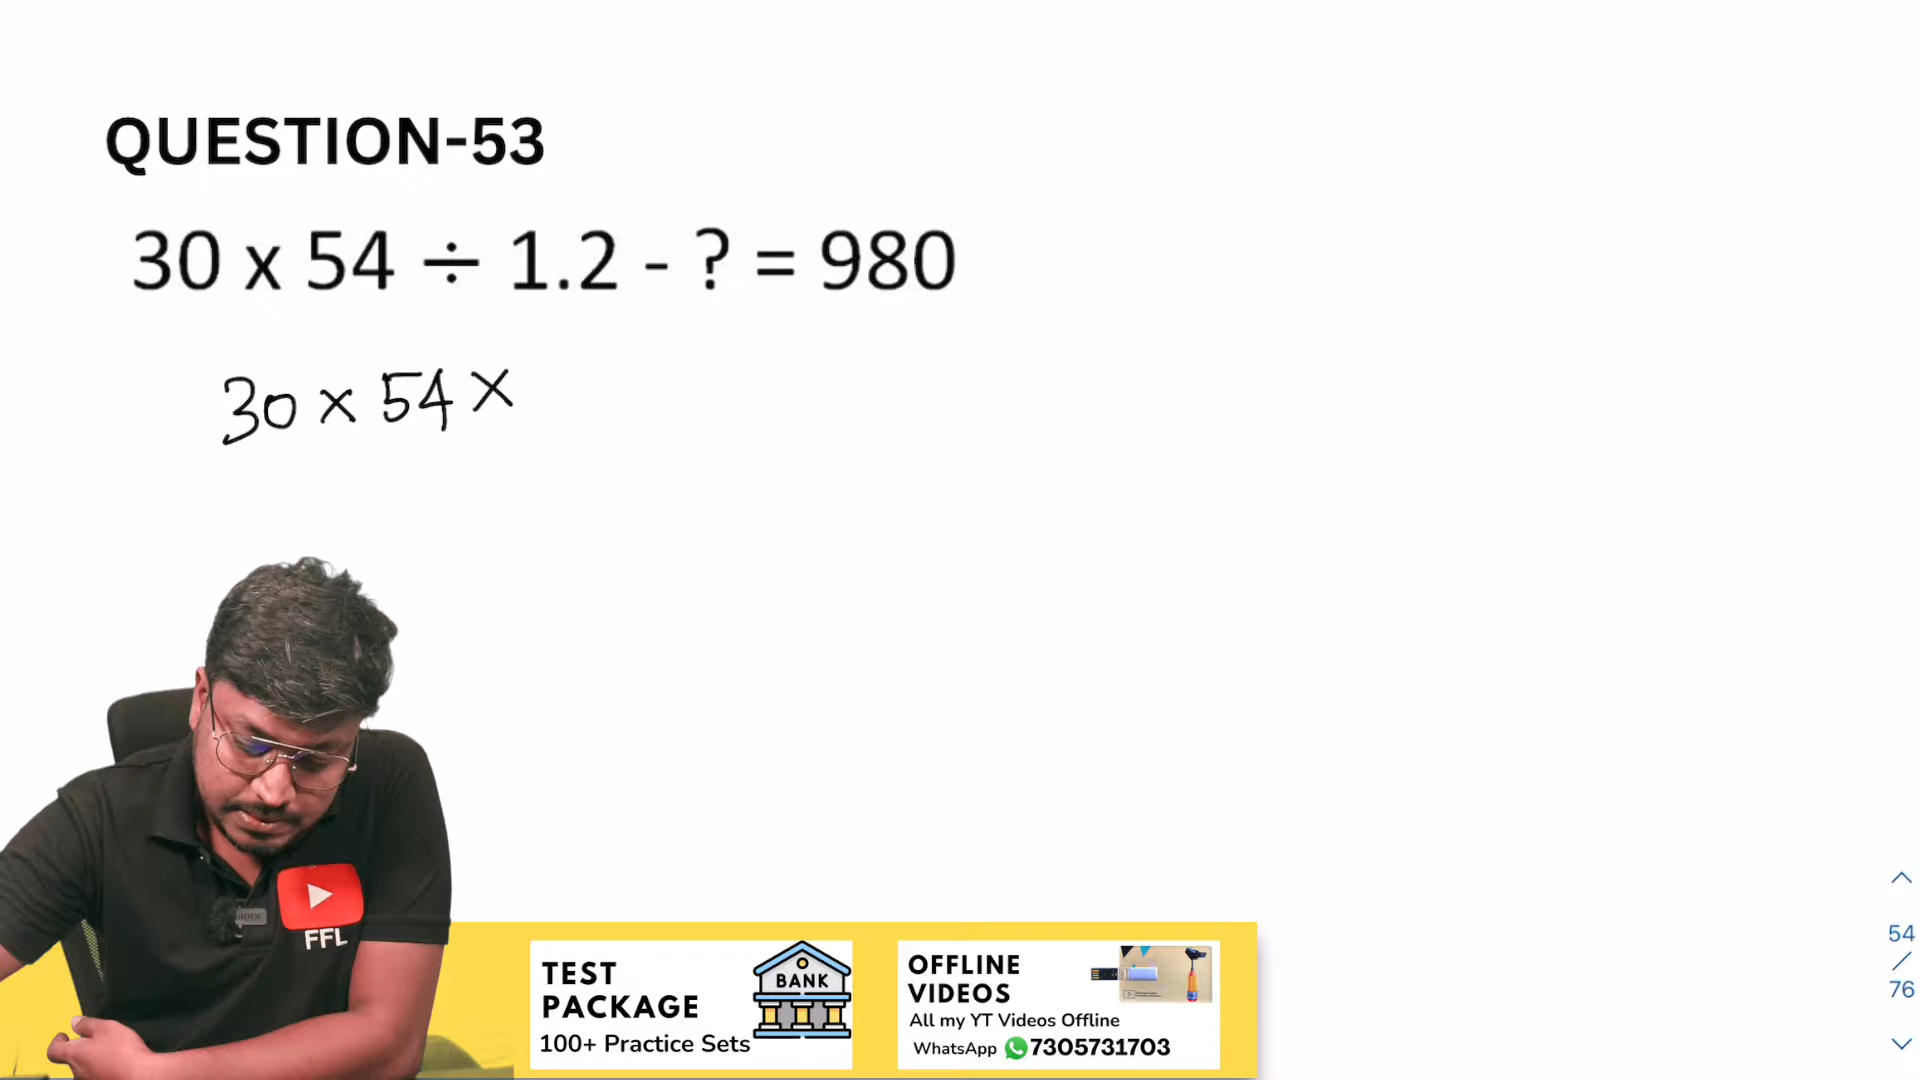 QUESTION-53
30 x 54 ÷ 1.2 - ? = 980
30 × 54 ×
RODE
FFL
TEST
PACKAGE
100+ Practice Sets
BANK
OFFLINE
VIDEOS
All my YT Videos Offline
WhatsApp 7305731703
54
/
76